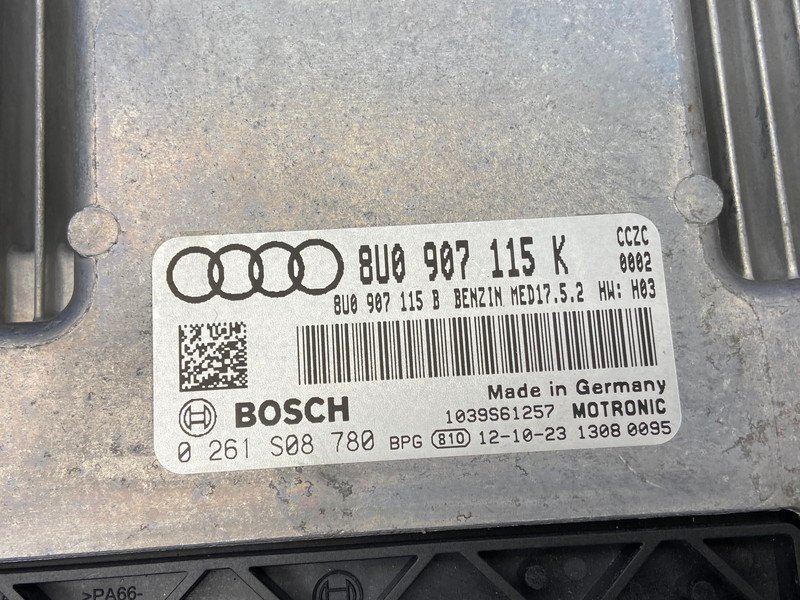 8U0 907 115 K CCZC
0002
8U0 907 115 B BENZIN MED17.5.2 HW: H03
Made in Germany
BOSCH 1039S61257 MOTRONIC
0 261 S08 780 BPG 810 12-10-23 1308 0095
>PA66-